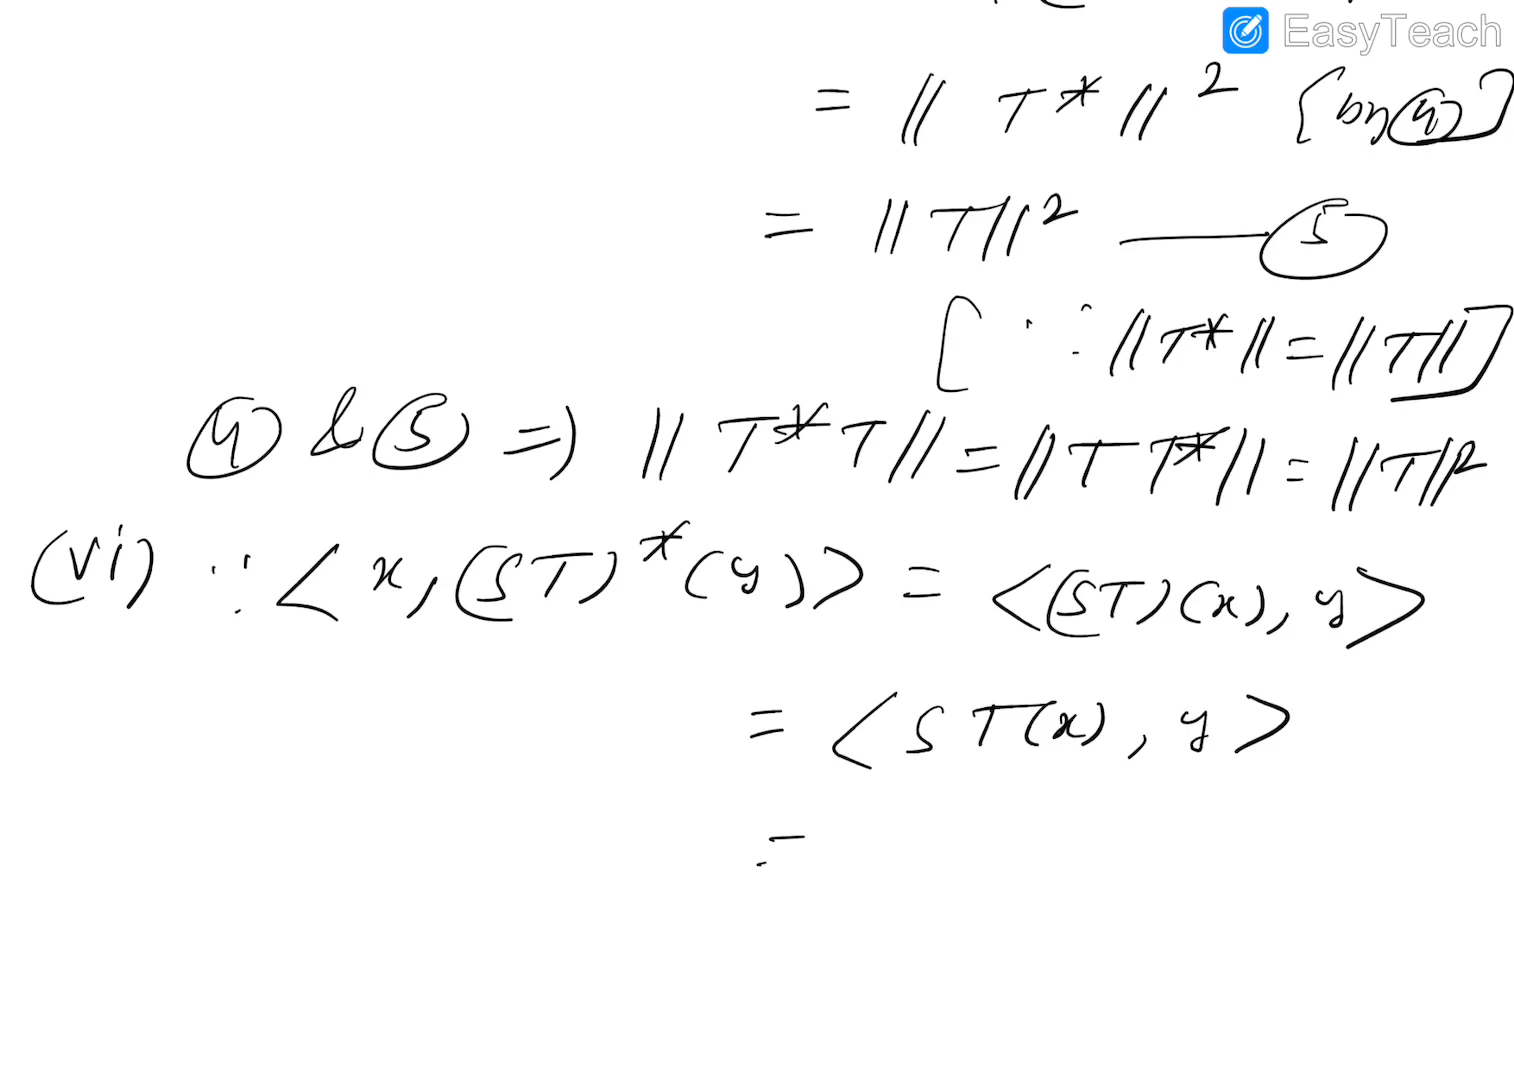 EasyTeach
= || T* ||² [by ④]
= ||T||² —— ⑤
[∵ ||T*|| = ||T||]
④ & ⑤ => || T*T || = || T T* || = ||T||²
(vi) ∵ < x, (ST)*(y) > = <(ST)(x), y>
= < S T(x), y >
=